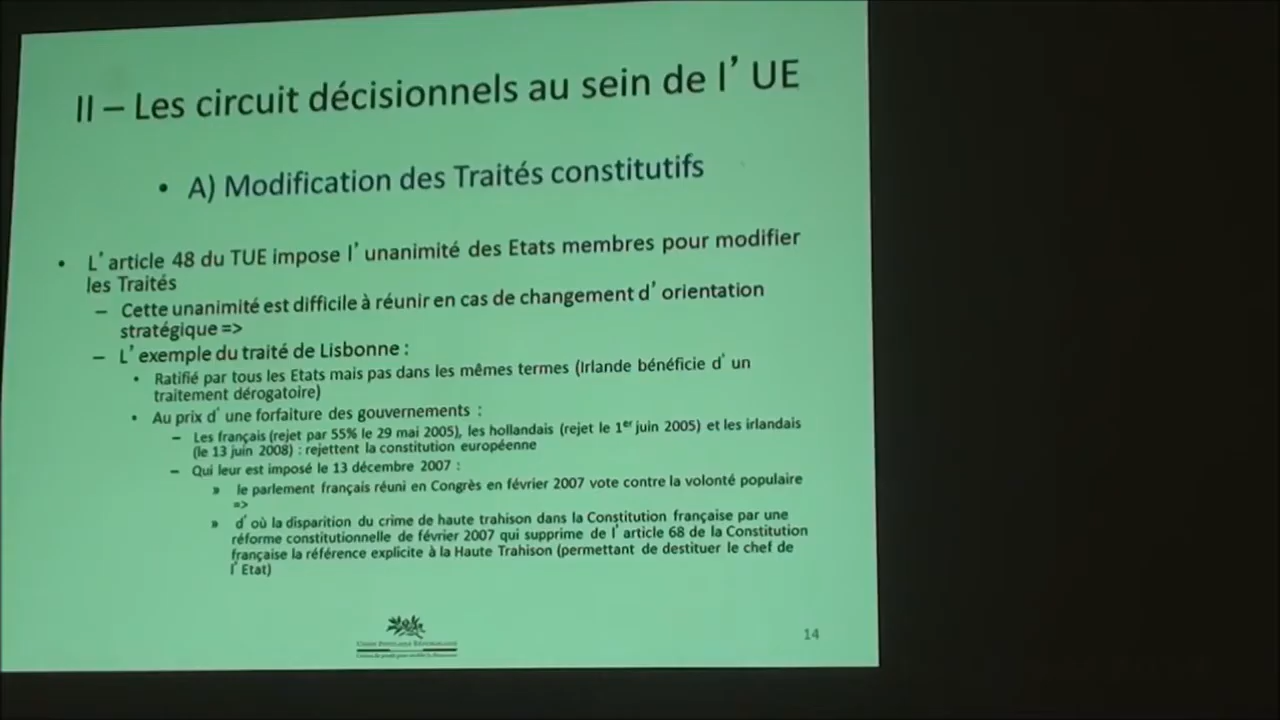 II – Les circuit décisionnels au sein de l’ UE
• A) Modification des Traités constitutifs
• L’ article 48 du TUE impose l’ unanimité des Etats membres pour modifier
les Traités
– Cette unanimité est difficile à réunir en cas de changement d’ orientation
stratégique =>
– L’ exemple du traité de Lisbonne :
• Ratifié par tous les Etats mais pas dans les mêmes termes (Irlande bénéficie d’ un
traitement dérogatoire)
• Au prix d’ une forfaiture des gouvernements :
– Les français (rejet par 55% le 29 mai 2005), les hollandais (rejet le 1er juin 2005) et les irlandais
(le 13 juin 2008) : rejettent la constitution européenne
– Qui leur est imposé le 13 décembre 2007 :
» le parlement français réuni en Congrès en février 2007 vote contre la volonté populaire
=>
» d’ où la disparition du crime de haute trahison dans la Constitution française par une
réforme constitutionnelle de février 2007 qui supprime de l’ article 68 de la Constitution
française la référence explicite à la Haute Trahison (permettant de destituer le chef de
l’ Etat)
Union Populaire Républicaine
14